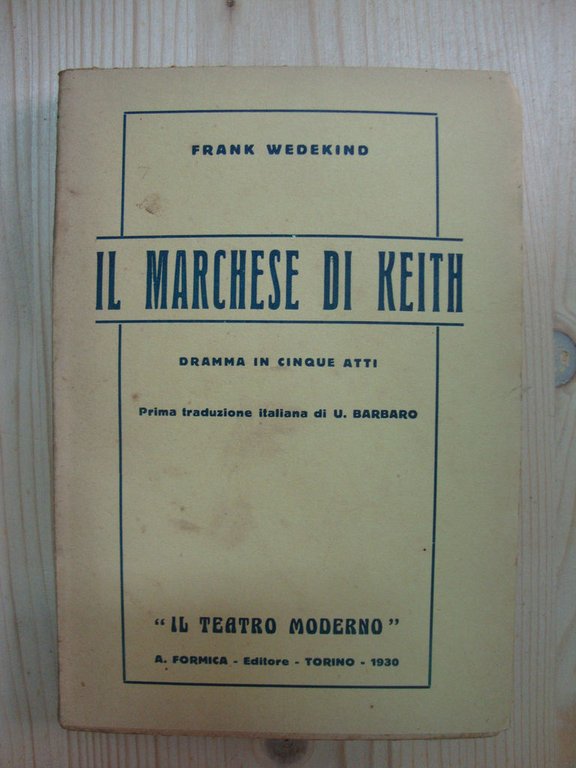 FRANK WEDEKIND
IL MARCHESE DI KEITH
DRAMMA IN CINQUE ATTI
Prima traduzione italiana di U. BARBARO
"IL TEATRO MODERNO"
A. FORMICA - Editore - TORINO - 1930